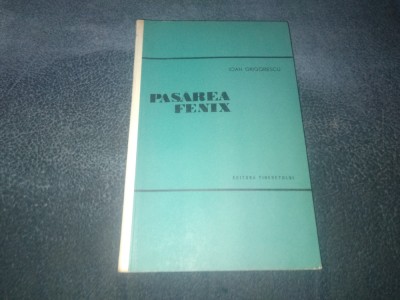 IOAN GRIGORESCU
PASAREA
FENIX
EDITURA TINERETULUI